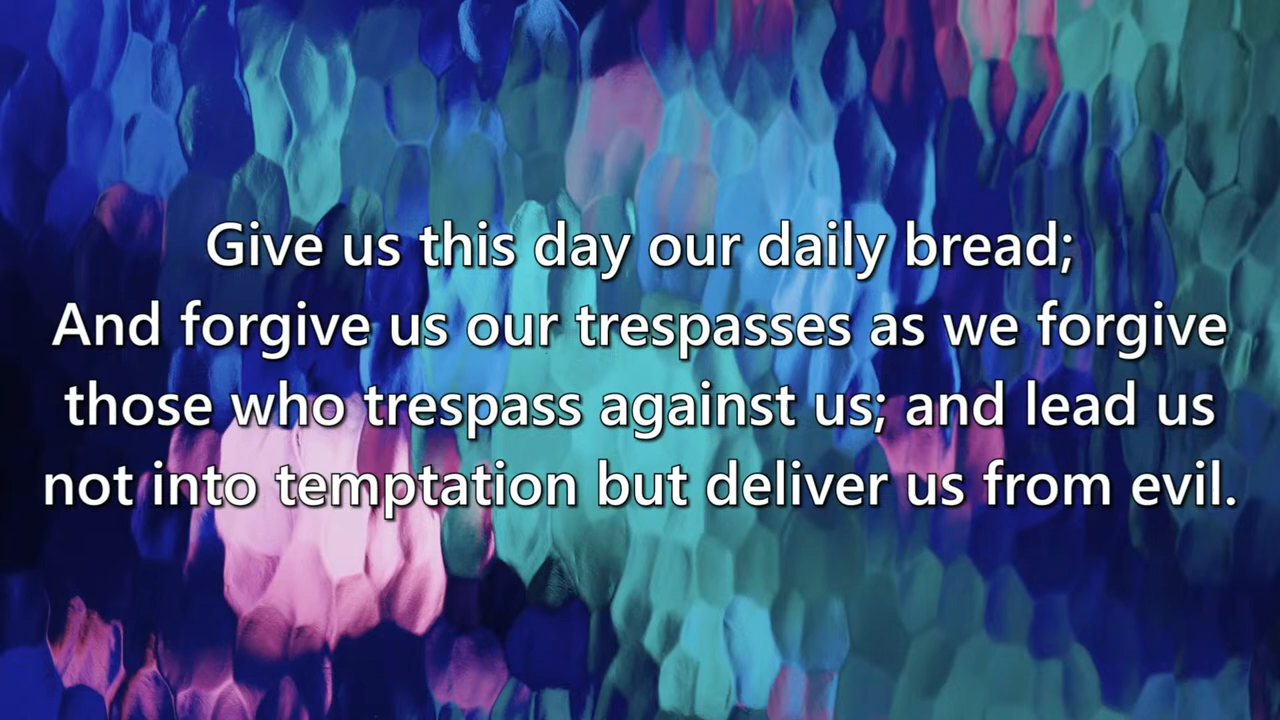 Give us this day our daily bread;
And forgive us our trespasses as we forgive
those who trespass against us; and lead us
not into temptation but deliver us from evil.